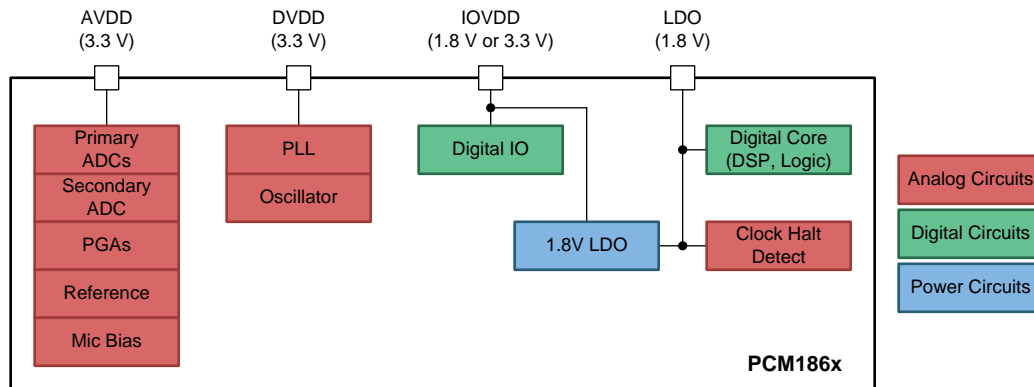 AVDD
(3.3 V)
DVDD
(3.3 V)
IOVDD
(1.8 V or 3.3 V)
LDO
(1.8 V)
Primary
ADCs
Secondary
ADC
PGAs
Reference
Mic Bias
PLL
Oscillator
Digital IO
1.8V LDO
Digital Core
(DSP, Logic)
Clock Halt
Detect
PCM186x
Analog Circuits
Digital Circuits
Power Circuits